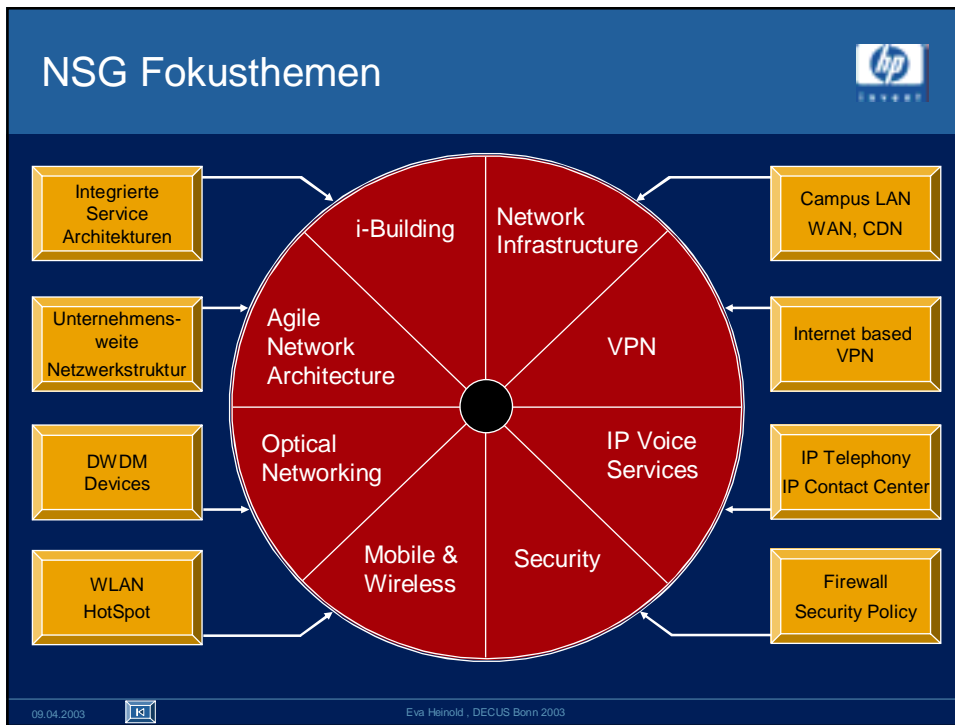 NSG Fokusthemen
hp
invent
Integrierte
Service
Architekturen
Unternehmens-
weite
Netzwerkstruktur
DWDM
Devices
WLAN
HotSpot
i-Building
Network
Infrastructure
Agile
Network
Architecture
VPN
Optical
Networking
IP Voice
Services
Mobile &
Wireless
Security
Campus LAN
WAN, CDN
Internet based
VPN
IP Telephony
IP Contact Center
Firewall
Security Policy
09.04.2003
Eva Heinold , DECUS Bonn 2003